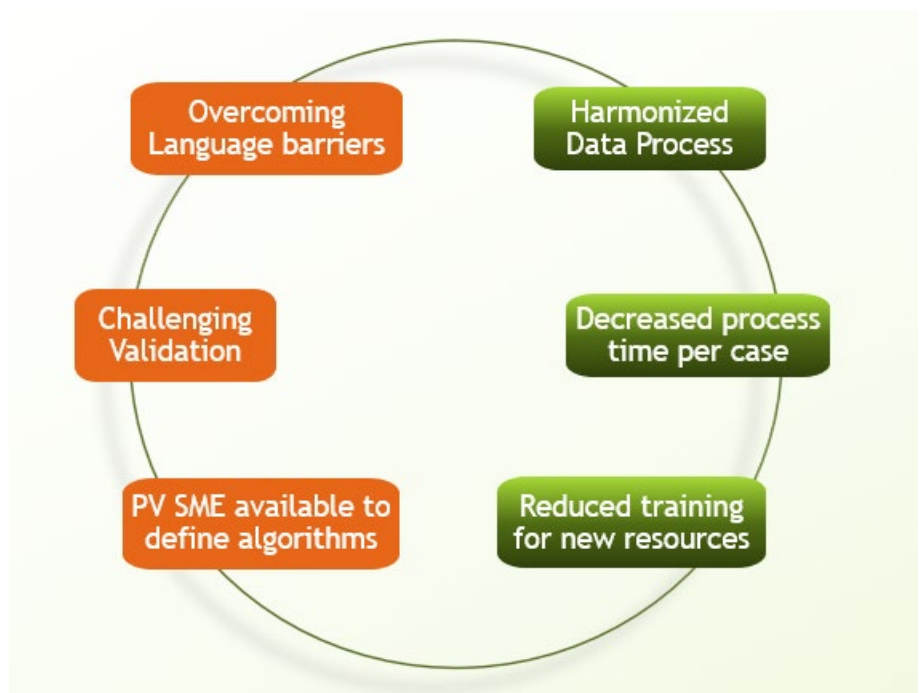 Overcoming
Language barriers
Harmonized
Data Process
Challenging
Validation
Decreased process
time per case
PV SME available to
define algorithms
Reduced training
for new resources